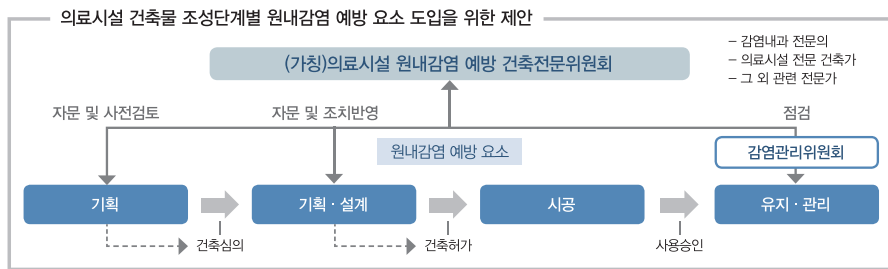 의료시설 건축물 조성단계별 원내감염 예방 요소 도입을 위한 제안
(가칭)의료시설 원내감염 예방 건축전문위원회
– 감염내과 전문의
– 의료시설 전문 건축가
– 그 외 관련 전문가
자문 및 사전검토
자문 및 조치반영
점검
원내감염 예방 요소
감염관리위원회
기획
기획 · 설계
시공
유지 · 관리
건축심의
건축허가
사용승인